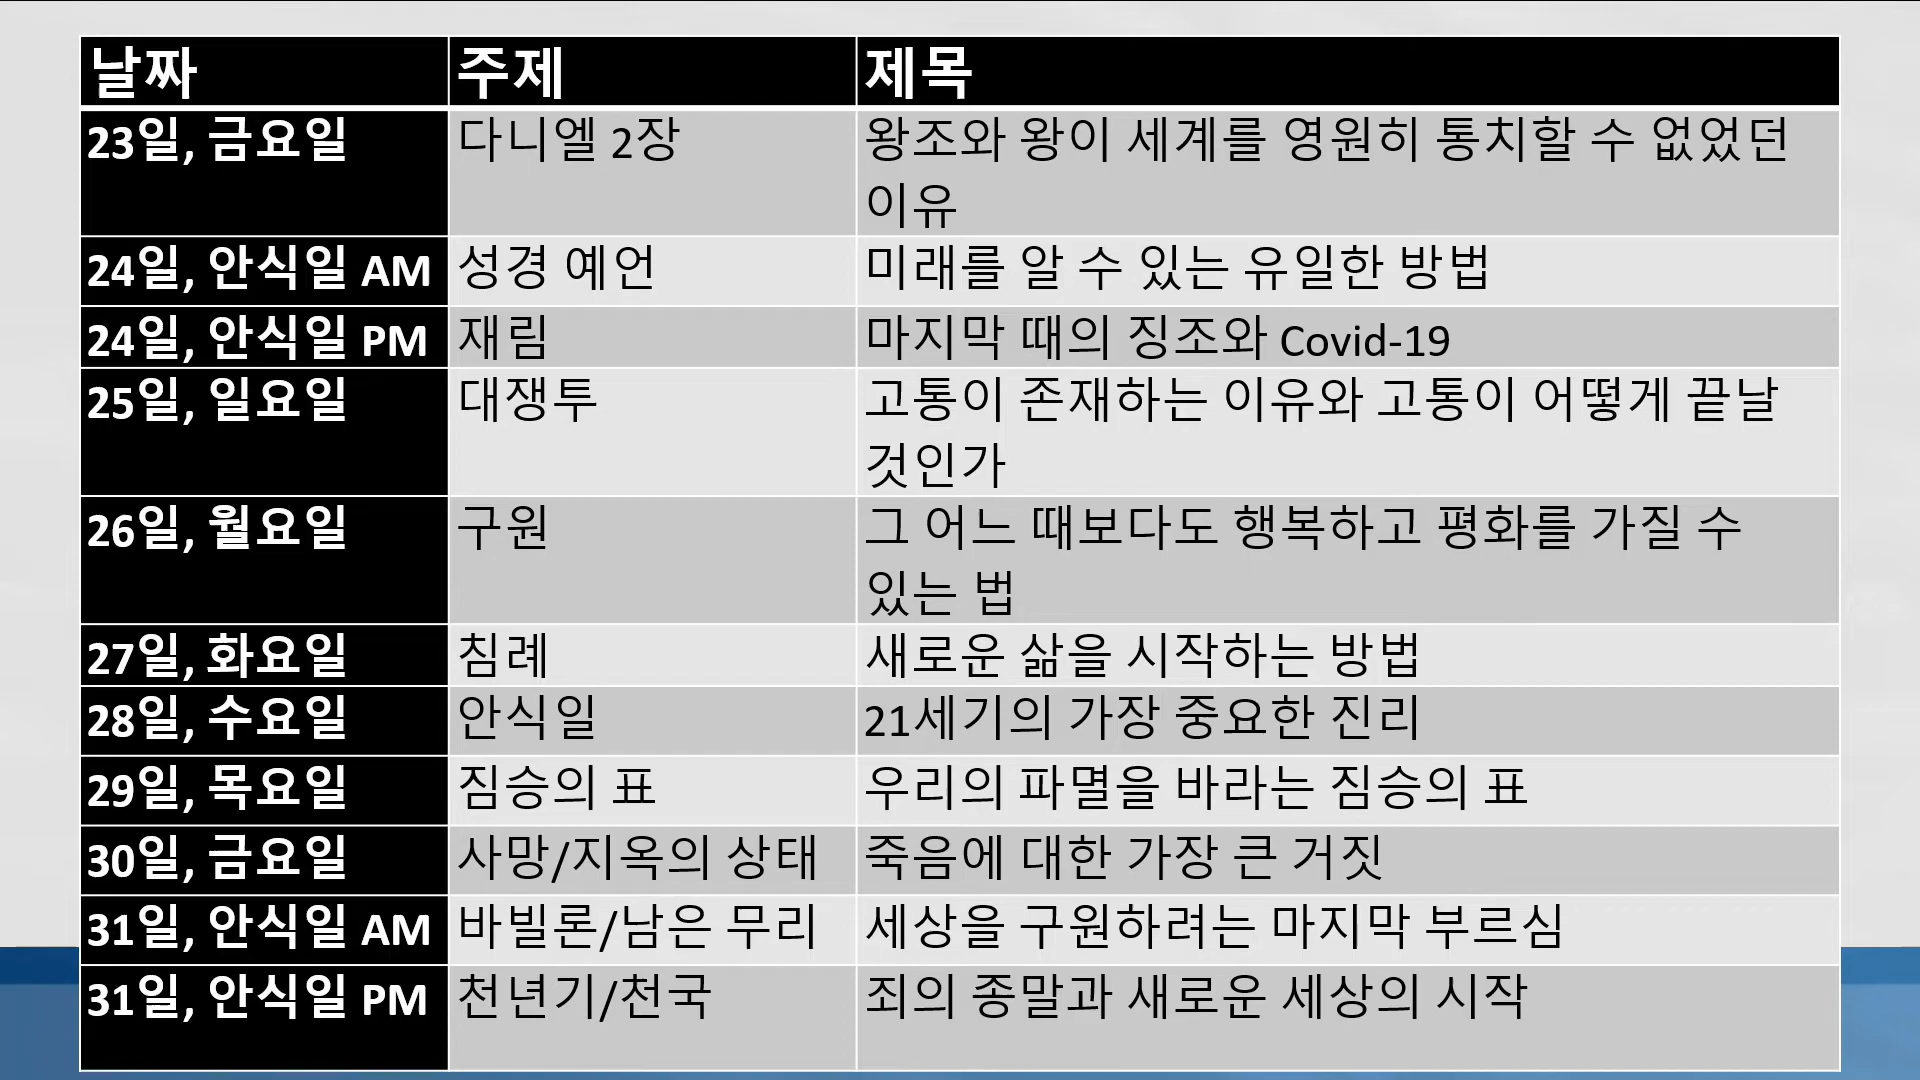 날짜 주제 제목
23일, 금요일 다니엘 2장 왕조와 왕이 세계를 영원히 통치할 수 없었던
이유
24일, 안식일 AM 성경 예언 미래를 알 수 있는 유일한 방법
24일, 안식일 PM 재림 마지막 때의 징조와 Covid-19
25일, 일요일 대쟁투 고통이 존재하는 이유와 고통이 어떻게 끝날
것인가
26일, 월요일 구원 그 어느 때보다도 행복하고 평화를 가질 수
있는 법
27일, 화요일 침례 새로운 삶을 시작하는 방법
28일, 수요일 안식일 21세기의 가장 중요한 진리
29일, 목요일 짐승의 표 우리의 파멸을 바라는 짐승의 표
30일, 금요일 사망/지옥의 상태 죽음에 대한 가장 큰 거짓
31일, 안식일 AM 바빌론/남은 무리 세상을 구원하려는 마지막 부르심
31일, 안식일 PM 천년기/천국 죄의 종말과 새로운 세상의 시작